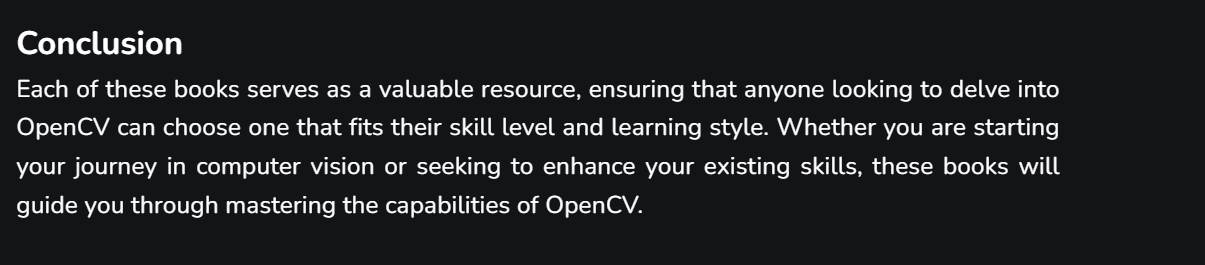 Conclusion
Each of these books serves as a valuable resource, ensuring that anyone looking to delve into
OpenCV can choose one that fits their skill level and learning style. Whether you are starting
your journey in computer vision or seeking to enhance your existing skills, these books will
guide you through mastering the capabilities of OpenCV.